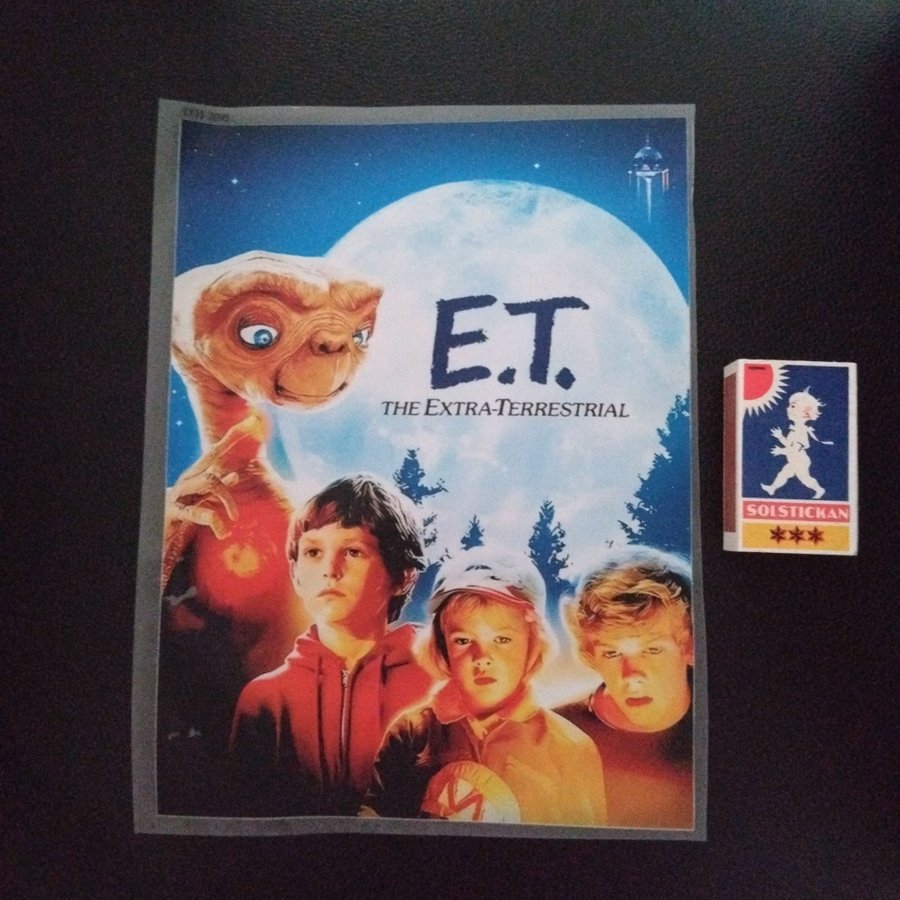 E.T.
THE EXTRA-TERRESTRIAL
SOLSTICKAN